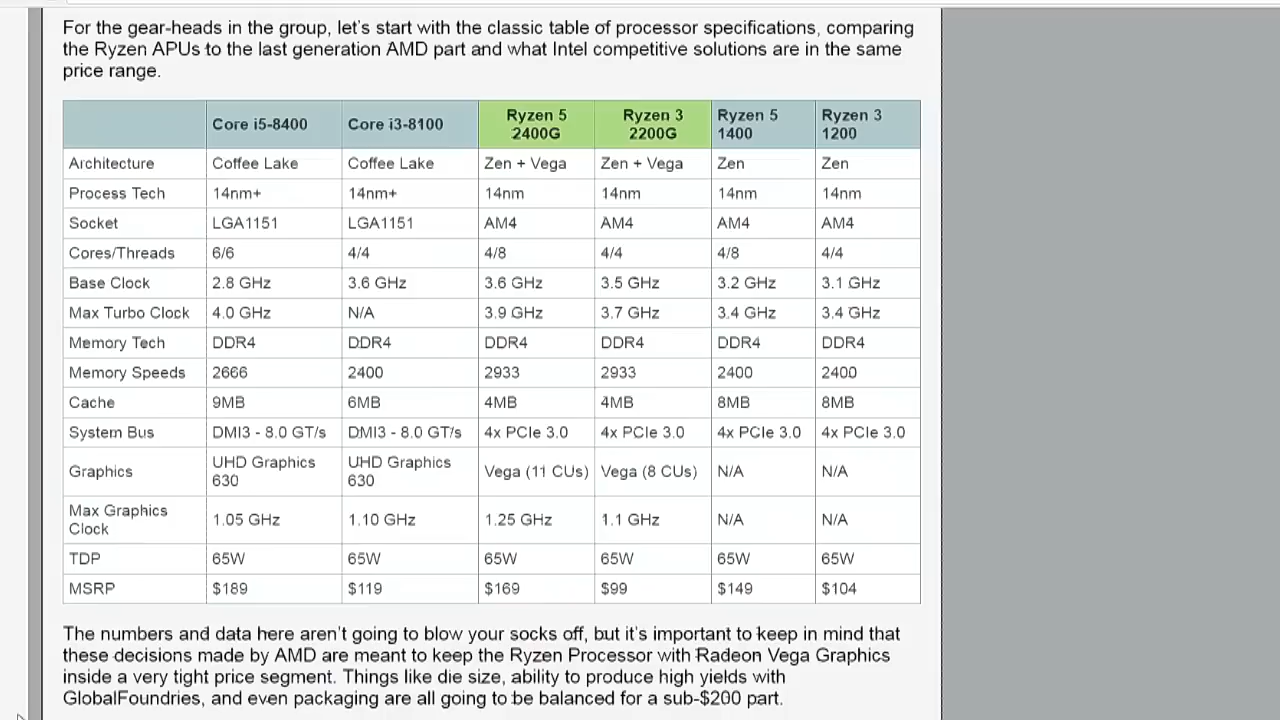 For the gear-heads in the group, let's start with the classic table of processor specifications, comparing
the Ryzen APUs to the last generation AMD part and what Intel competitive solutions are in the same
price range.
Core i5-8400 Core i3-8100 Ryzen 5 2400G Ryzen 3 2200G Ryzen 5 1400 Ryzen 3 1200
Architecture Coffee Lake Coffee Lake Zen + Vega Zen + Vega Zen Zen
Process Tech 14nm+ 14nm+ 14nm 14nm 14nm 14nm
Socket LGA1151 LGA1151 AM4 AM4 AM4 AM4
Cores/Threads 6/6 4/4 4/8 4/4 4/8 4/4
Base Clock 2.8 GHz 3.6 GHz 3.6 GHz 3.5 GHz 3.2 GHz 3.1 GHz
Max Turbo Clock 4.0 GHz N/A 3.9 GHz 3.7 GHz 3.4 GHz 3.4 GHz
Memory Tech DDR4 DDR4 DDR4 DDR4 DDR4 DDR4
Memory Speeds 2666 2400 2933 2933 2400 2400
Cache 9MB 6MB 4MB 4MB 8MB 8MB
System Bus DMI3 - 8.0 GT/s DMI3 - 8.0 GT/s 4x PCIe 3.0 4x PCIe 3.0 4x PCIe 3.0 4x PCIe 3.0
Graphics UHD Graphics 630 UHD Graphics 630 Vega (11 CUs) Vega (8 CUs) N/A N/A
Max Graphics Clock 1.05 GHz 1.10 GHz 1.25 GHz 1.1 GHz N/A N/A
TDP 65W 65W 65W 65W 65W 65W
MSRP $189 $119 $169 $99 $149 $104
The numbers and data here aren't going to blow your socks off, but it's important to keep in mind that
these decisions made by AMD are meant to keep the Ryzen Processor with Radeon Vega Graphics
inside a very tight price segment. Things like die size, ability to produce high yields with
GlobalFoundries, and even packaging are all going to be balanced for a sub-$200 part.